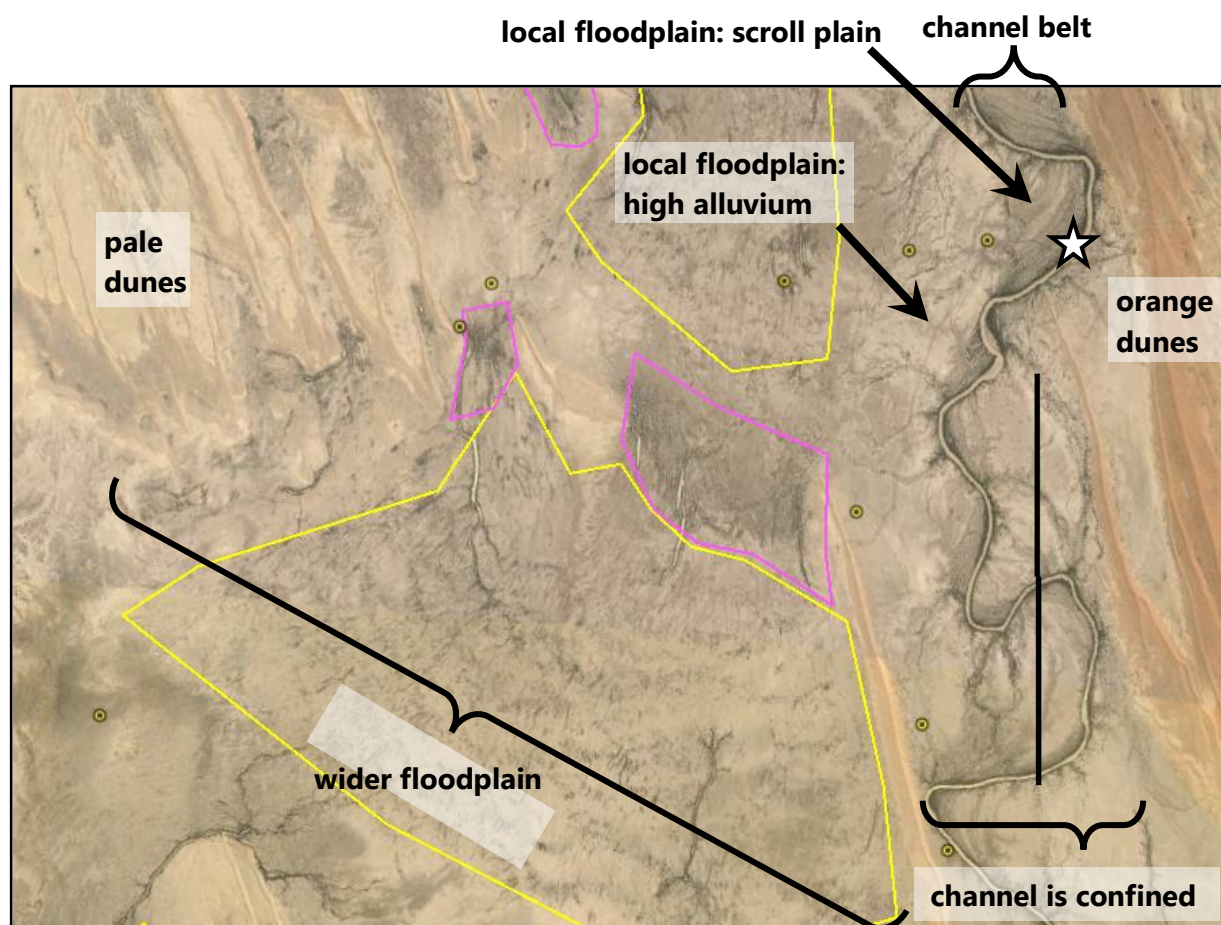 local floodplain: scroll plain
channel belt
local floodplain:
high alluvium
pale
dunes
orange
dunes
wider floodplain
channel is confined